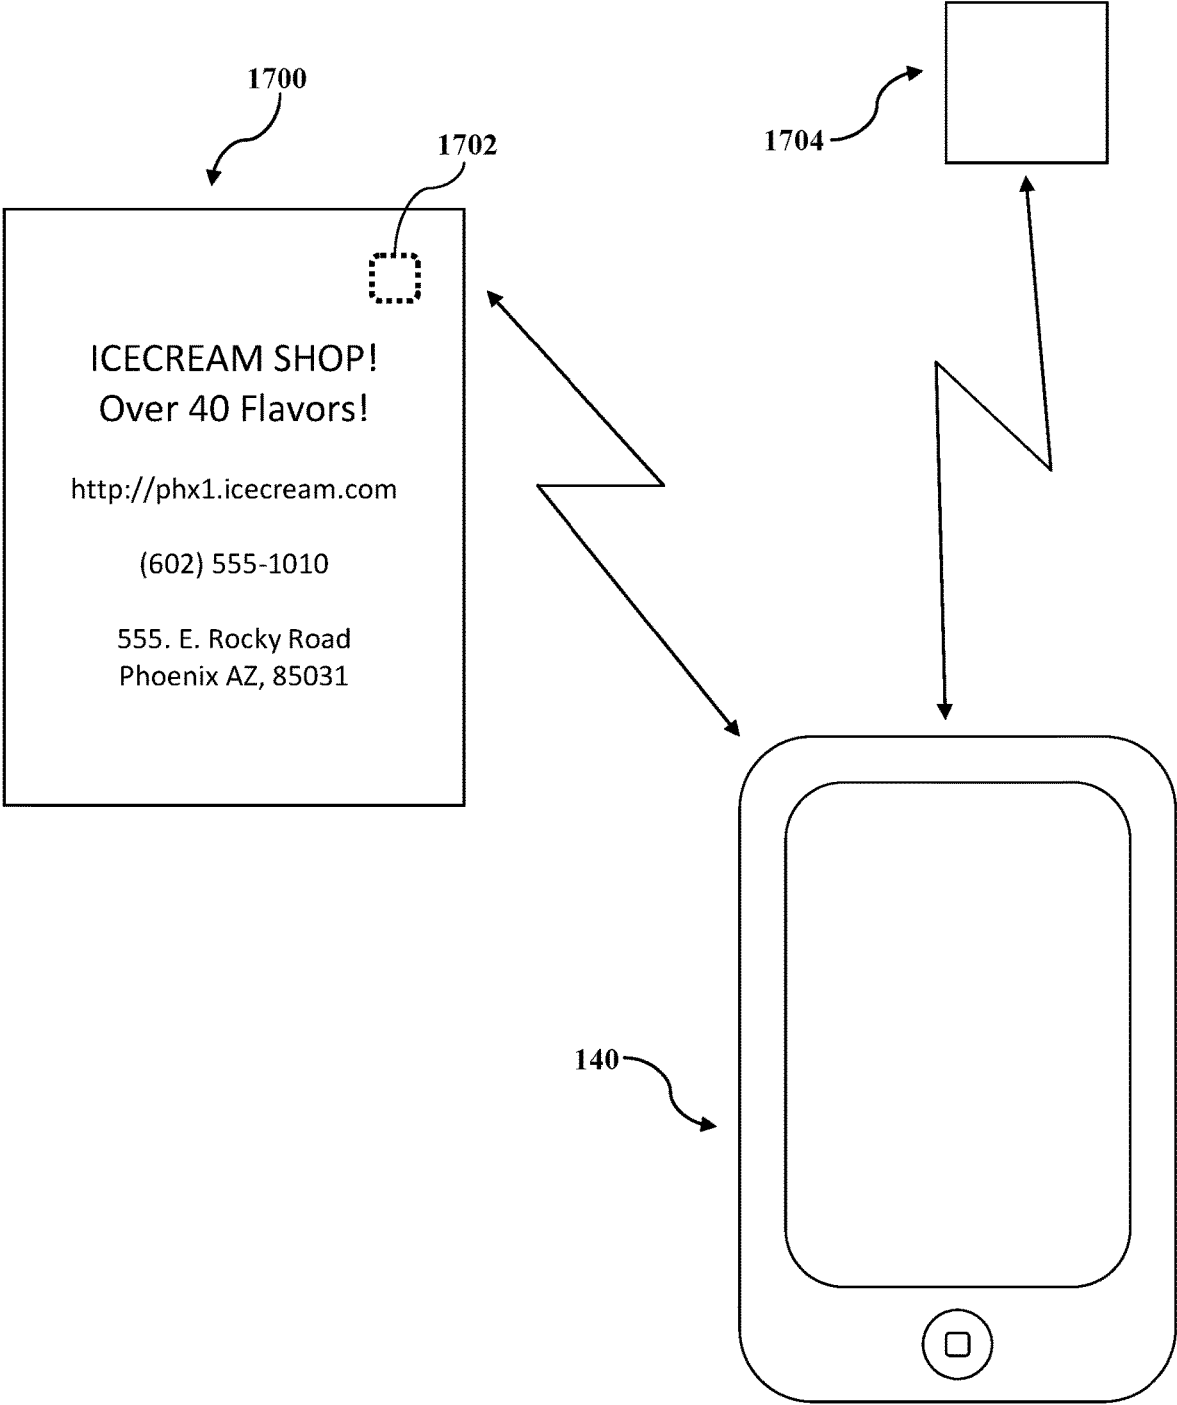 1700
1702
1704
ICECREAM SHOP!
Over 40 Flavors!
http://phx1.icecream.com
(602) 555-1010
555. E. Rocky Road
Phoenix AZ, 85031
140